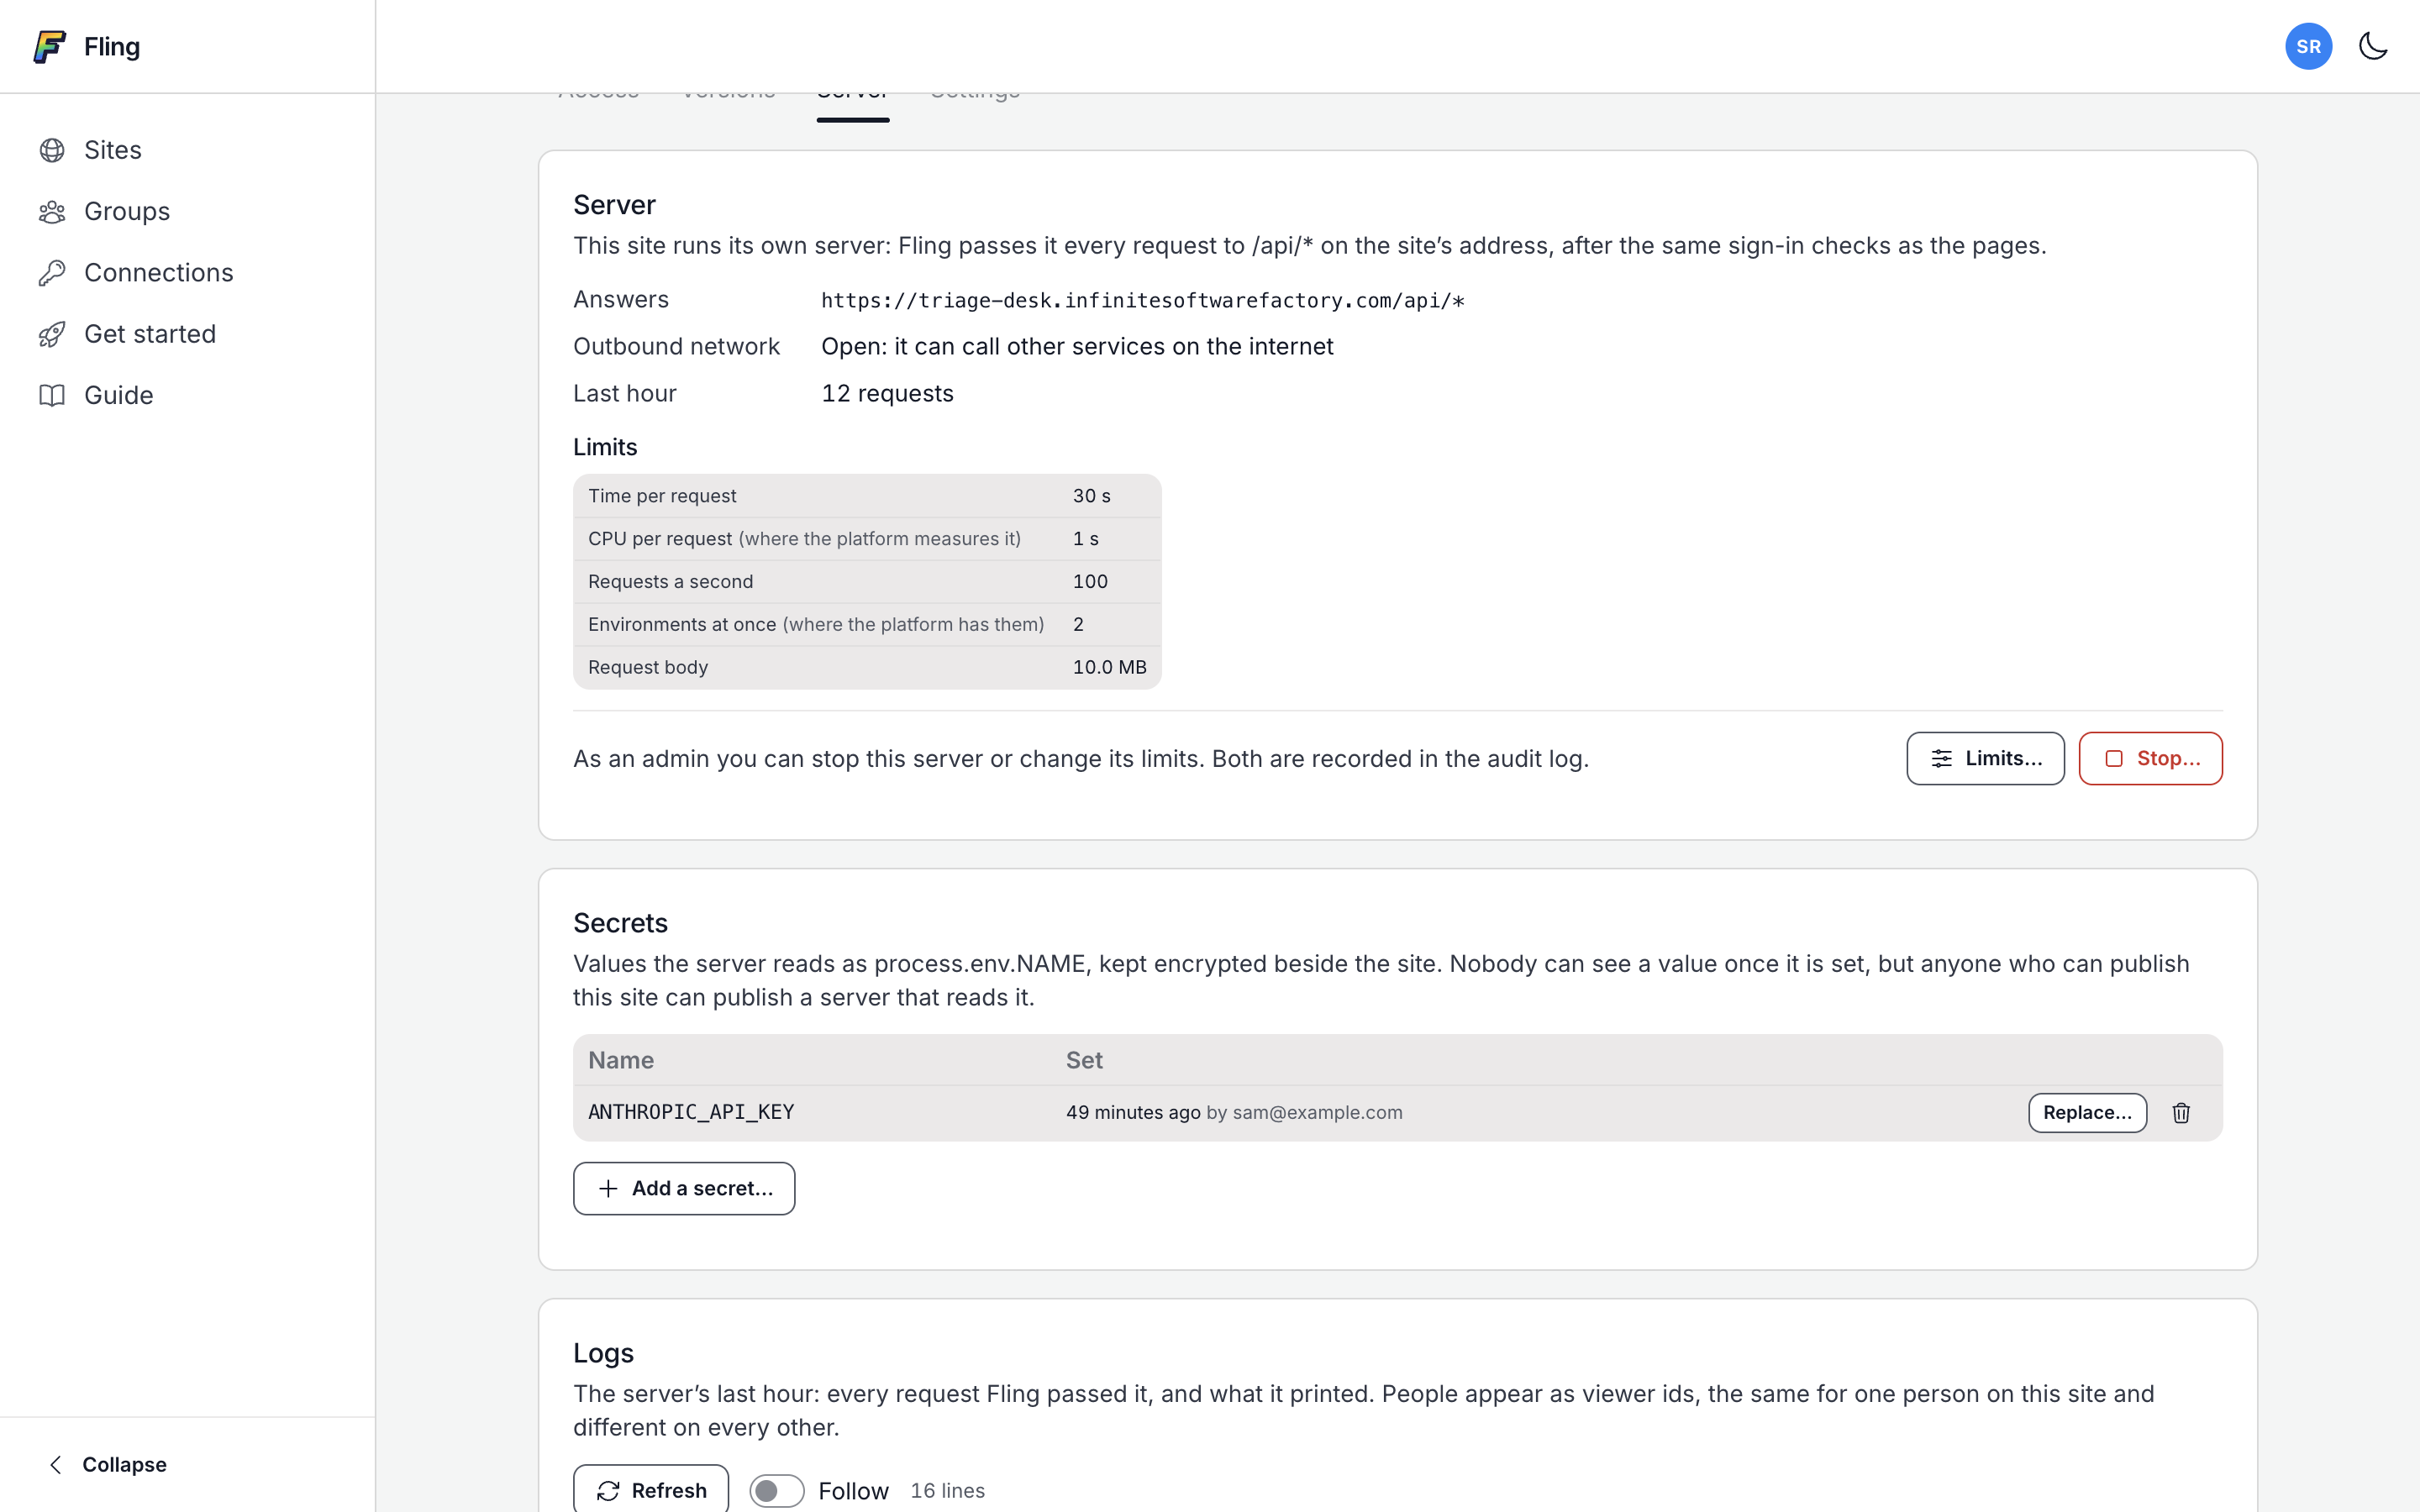 Fling
SR
Sites
Groups
Connections
Get started
Guide
Collapse
Access Versions Server Settings
Server
This site runs its own server: Fling passes it every request to /api/* on the site’s address, after the same sign-in checks as the pages.
Answers https://triage-desk.infinitesoftwarefactory.com/api/*
Outbound network Open: it can call other services on the internet
Last hour 12 requests
Limits
Time per request 30 s
CPU per request (where the platform measures it) 1 s
Requests a second 100
Environments at once (where the platform has them) 2
Request body 10.0 MB
As an admin you can stop this server or change its limits. Both are recorded in the audit log.
Limits...
Stop...
Secrets
Values the server reads as process.env.NAME, kept encrypted beside the site. Nobody can see a value once it is set, but anyone who can publish
this site can publish a server that reads it.
Name Set
ANTHROPIC_API_KEY 49 minutes ago by sam@example.com Replace...
Add a secret...
Logs
The server’s last hour: every request Fling passed it, and what it printed. People appear as viewer ids, the same for one person on this site and
different on every other.
Refresh Follow 16 lines